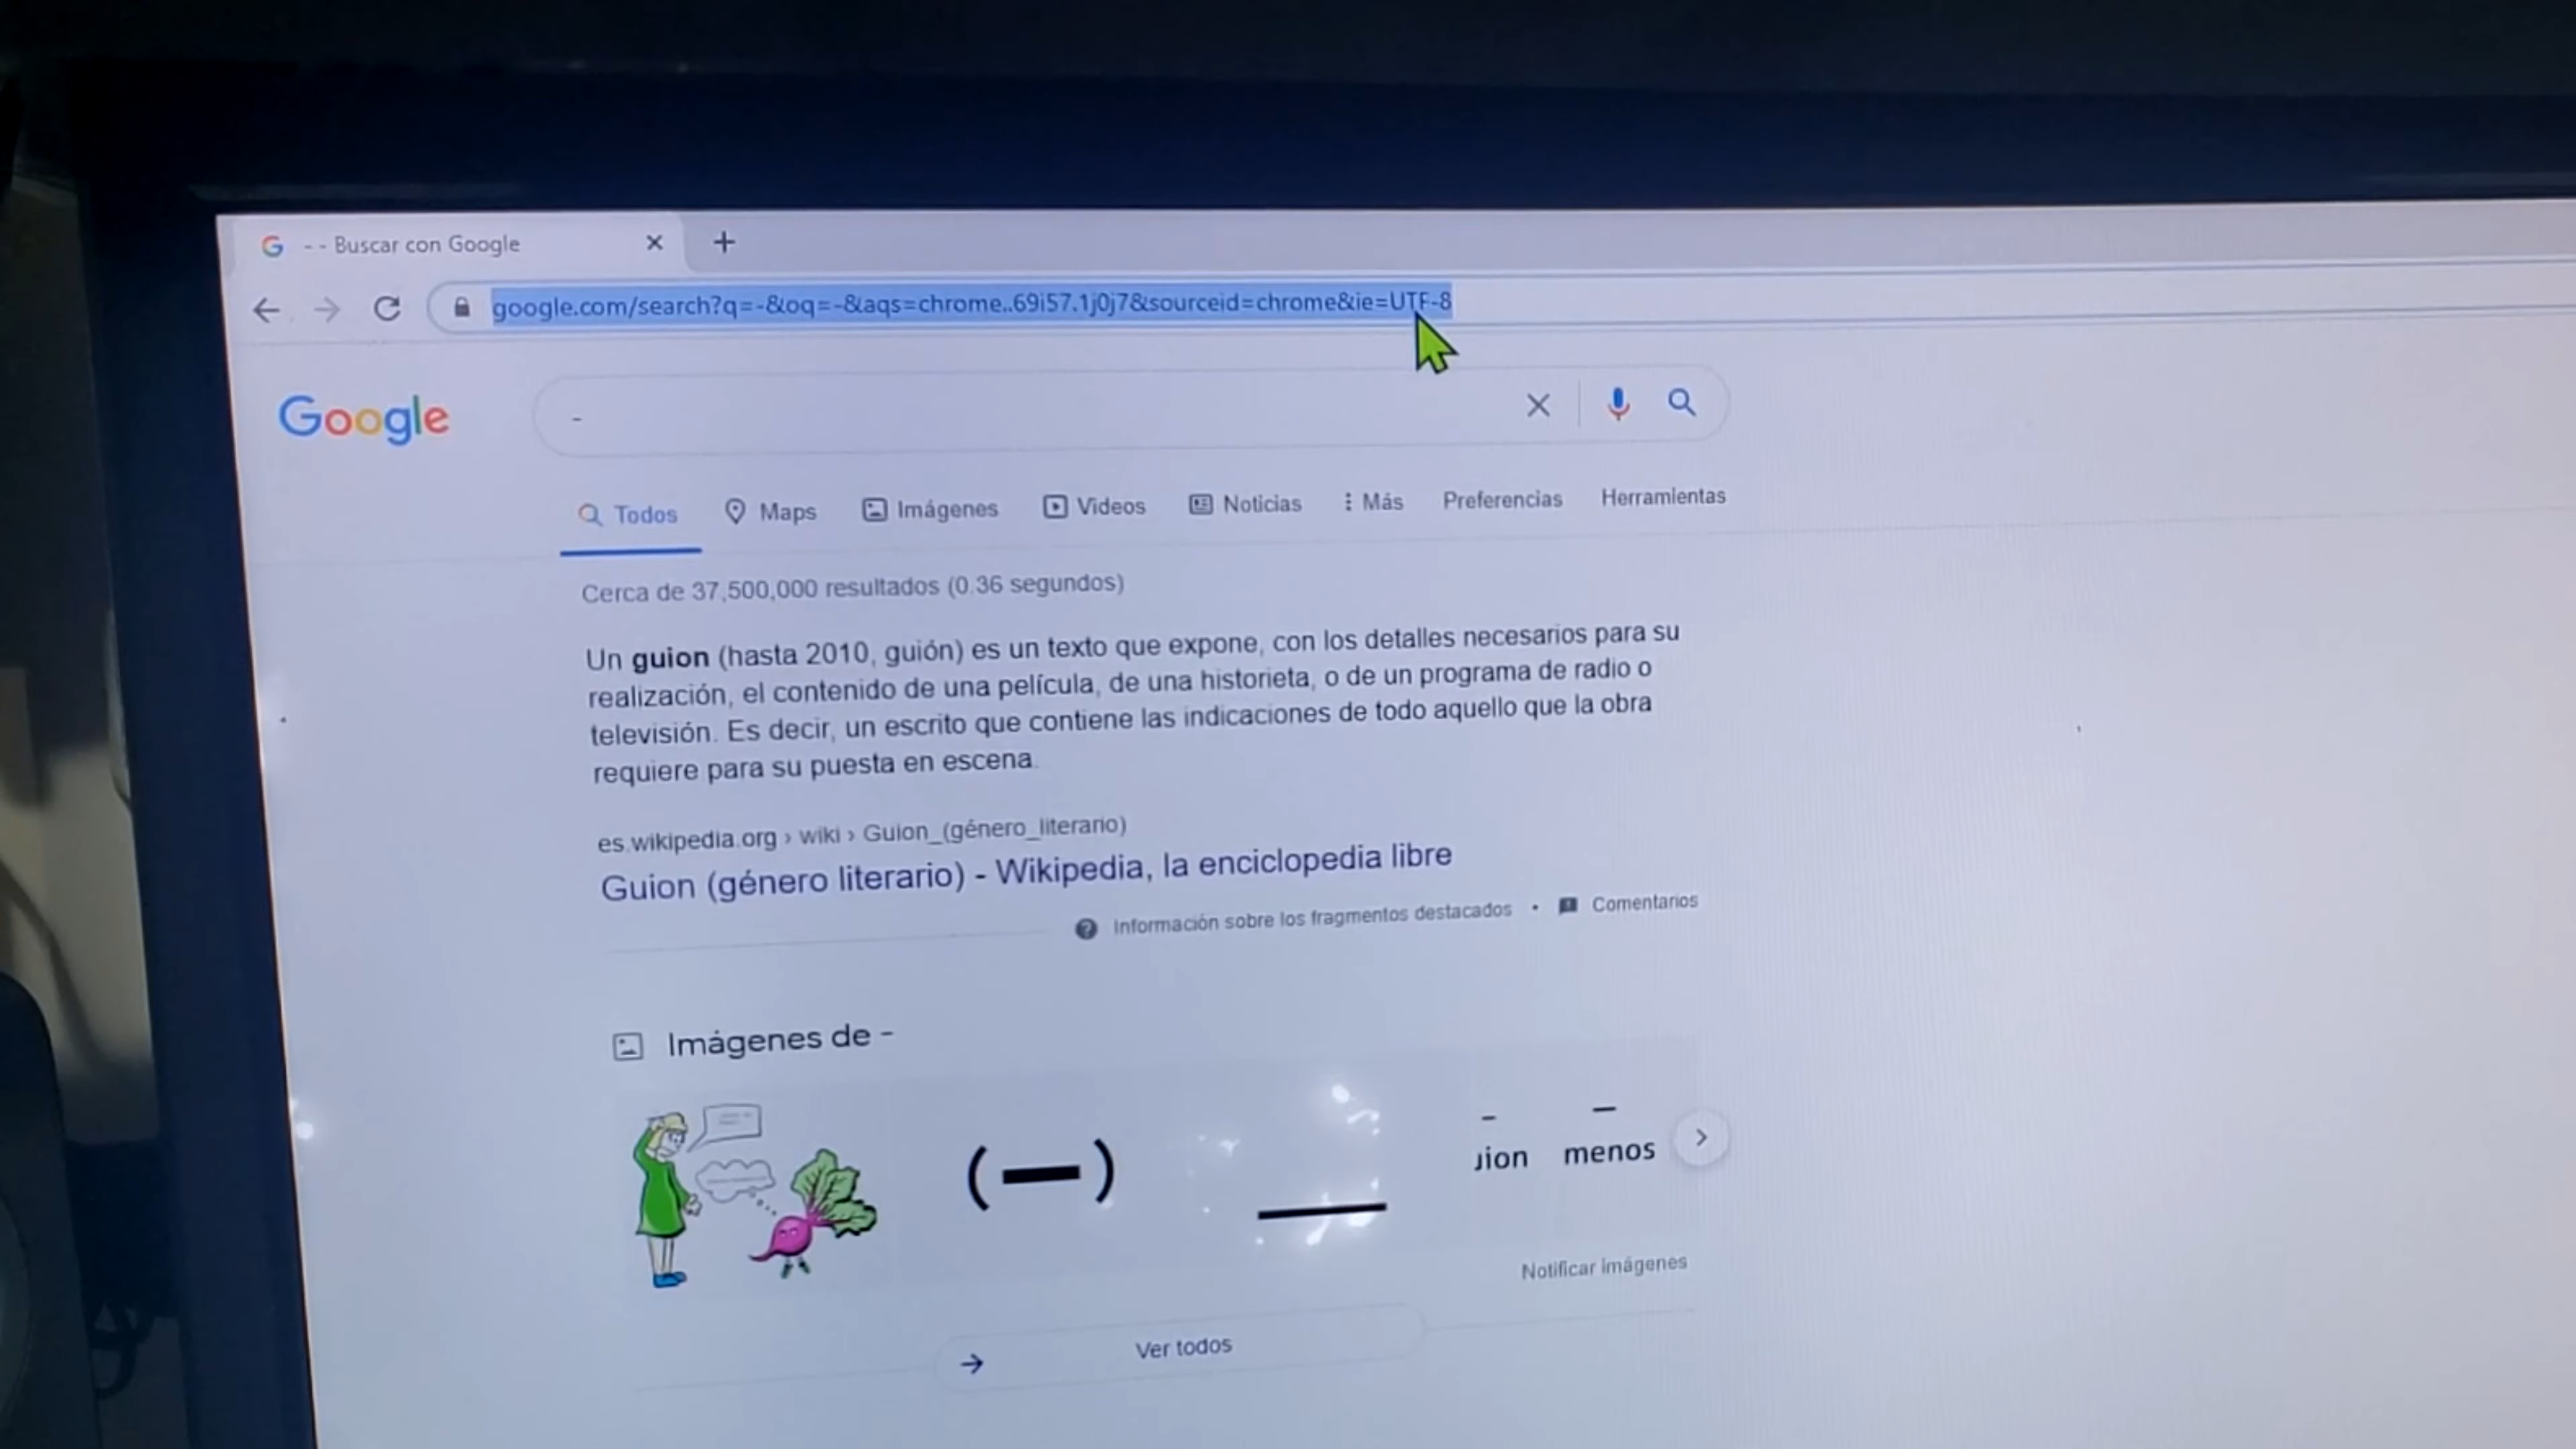 - - Buscar con Google
google.com/search?q=-&oq=-&aqs=chrome..69i57.1j0j7&sourceid=chrome&ie=UTF-8
Google
-
Todos Maps Imágenes Videos Noticias Más Preferencias Herramientas
Cerca de 37,500,000 resultados (0.36 segundos)
Un guion (hasta 2010, guión) es un texto que expone, con los detalles necesarios para su
realización, el contenido de una película, de una historieta, o de un programa de radio o
televisión. Es decir, un escrito que contiene las indicaciones de todo aquello que la obra
requiere para su puesta en escena.
es.wikipedia.org › wiki › Guion_(género_literario)
Guion (género literario) - Wikipedia, la enciclopedia libre
Información sobre los fragmentos destacados • Comentarios
Imágenes de -
(—)
menos
Notificar imágenes
Ver todos